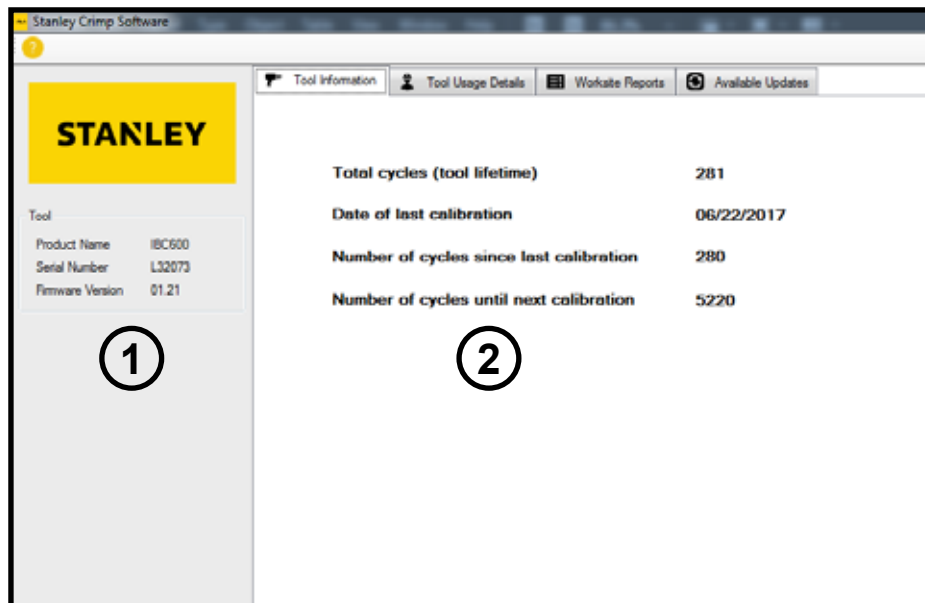 Stanley Crimp Software
?
Tool Information Tool Usage Details Worksite Reports Available Updates
STANLEY
Total cycles (tool lifetime) 281
Tool
Date of last calibration 06/22/2017
Product Name IBC600
Number of cycles since last calibration 280
Serial Number L32073
Firmware Version 01.21
Number of cycles until next calibration 5220
1
2